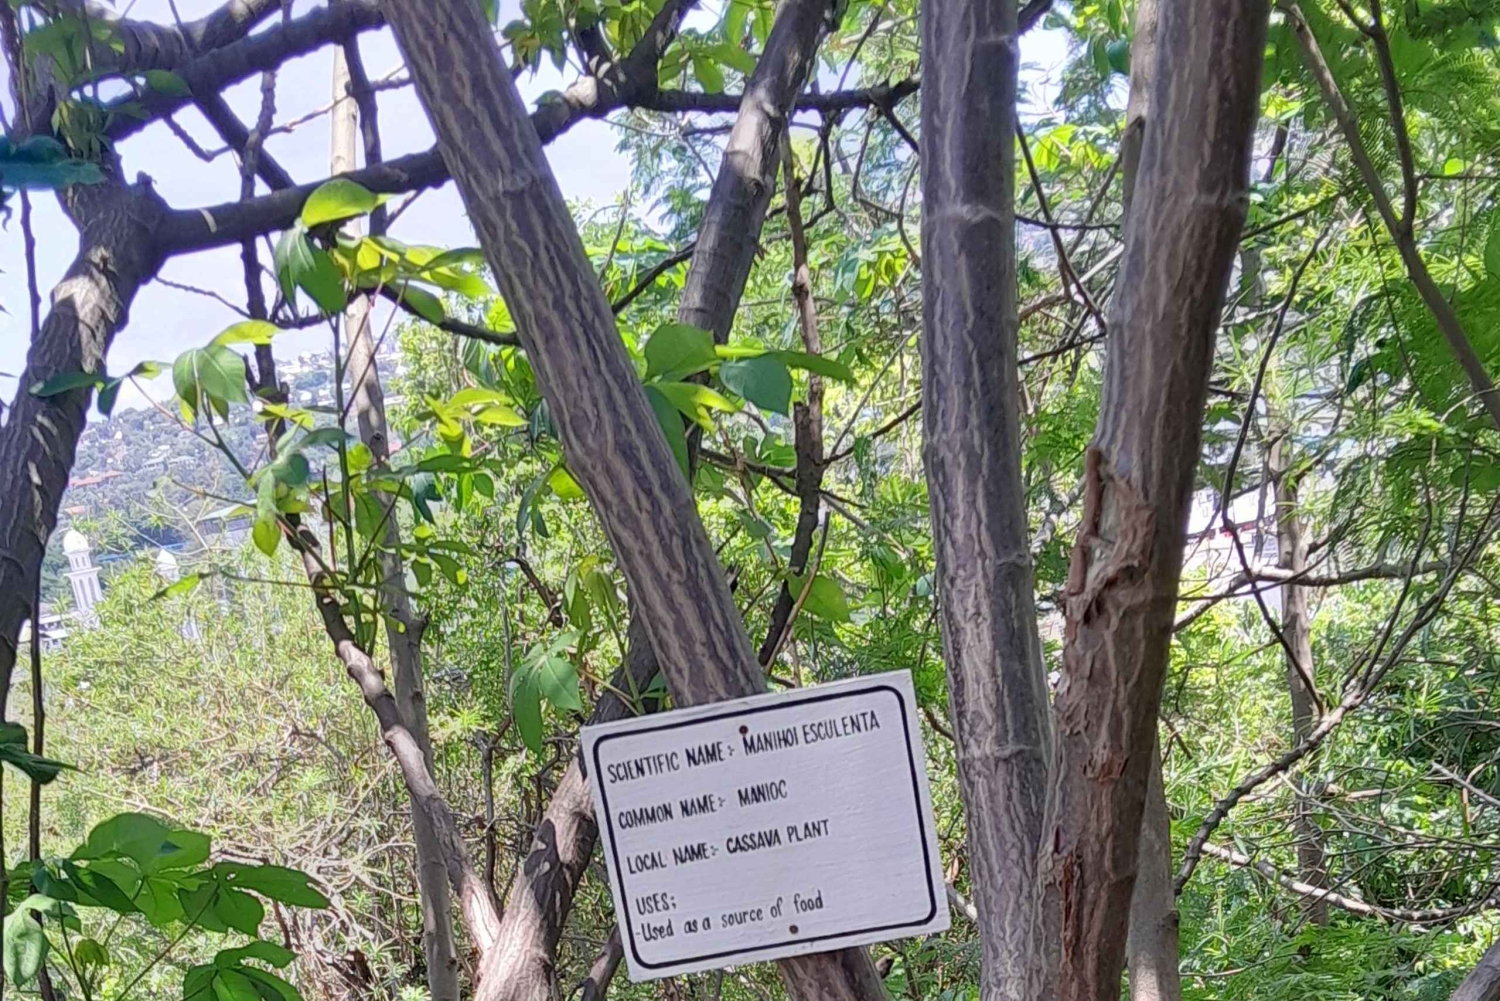 SCIENTIFIC NAME:- MANIHOI ESCULENTA
COMMON NAME:- MANIOC
LOCAL NAME:- CASSAVA PLANT
USES;
-Used as a source of food